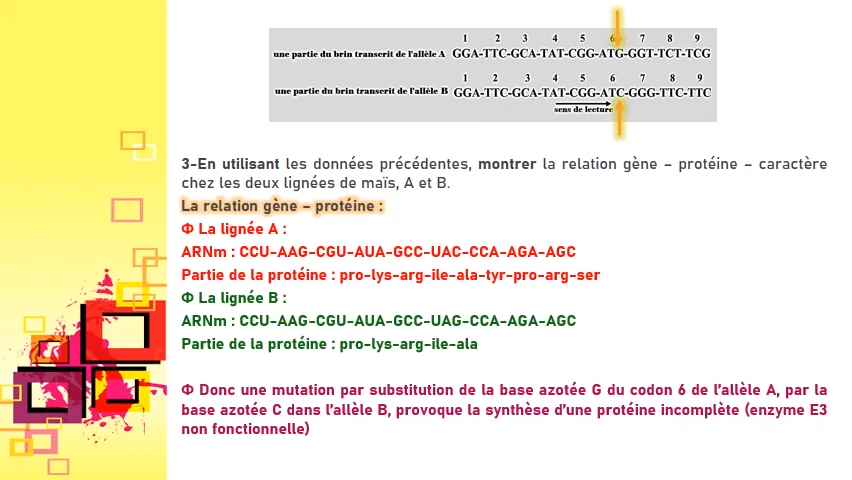 1 2 3 4 5 6 7 8 9
une partie du brin transcrit de l'allèle A GGA-TTC-GCA-TAT-CGG-ATG-GGT-TCT-TCG
1 2 3 4 5 6 7 8 9
une partie du brin transcrit de l'allèle B GGA-TTC-GCA-TAT-CGG-ATC-GGG-TTC-TTC
sens de lecture
3-En utilisant les données précédentes, montrer la relation gène – protéine – caractère
chez les deux lignées de maïs, A et B.
La relation gène – protéine :
Φ La lignée A :
ARNm : CCU-AAG-CGU-AUA-GCC-UAC-CCA-AGA-AGC
Partie de la protéine : pro-lys-arg-ile-ala-tyr-pro-arg-ser
Φ La lignée B :
ARNm : CCU-AAG-CGU-AUA-GCC-UAG-CCA-AGA-AGC
Partie de la protéine : pro-lys-arg-ile-ala
Φ Donc une mutation par substitution de la base azotée G du codon 6 de l'allèle A, par la
base azotée C dans l'allèle B, provoque la synthèse d'une protéine incomplète (enzyme E3
non fonctionnelle)